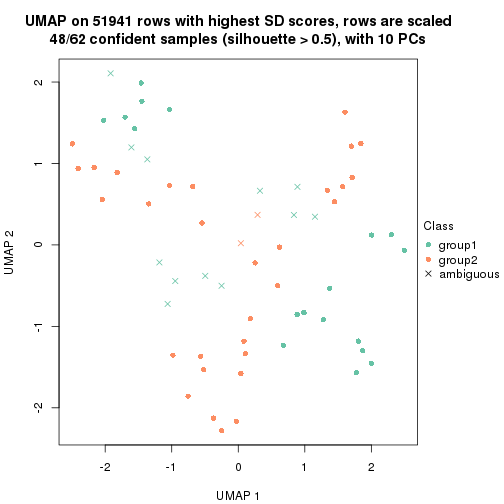 UMAP on 51941 rows with highest SD scores, rows are scaled
48/62 confident samples (silhouette > 0.5), with 10 PCs
UMAP 2
2
1
0
-1
-2
-2
-1
0
1
2
UMAP 1
Class
group1
group2
ambiguous